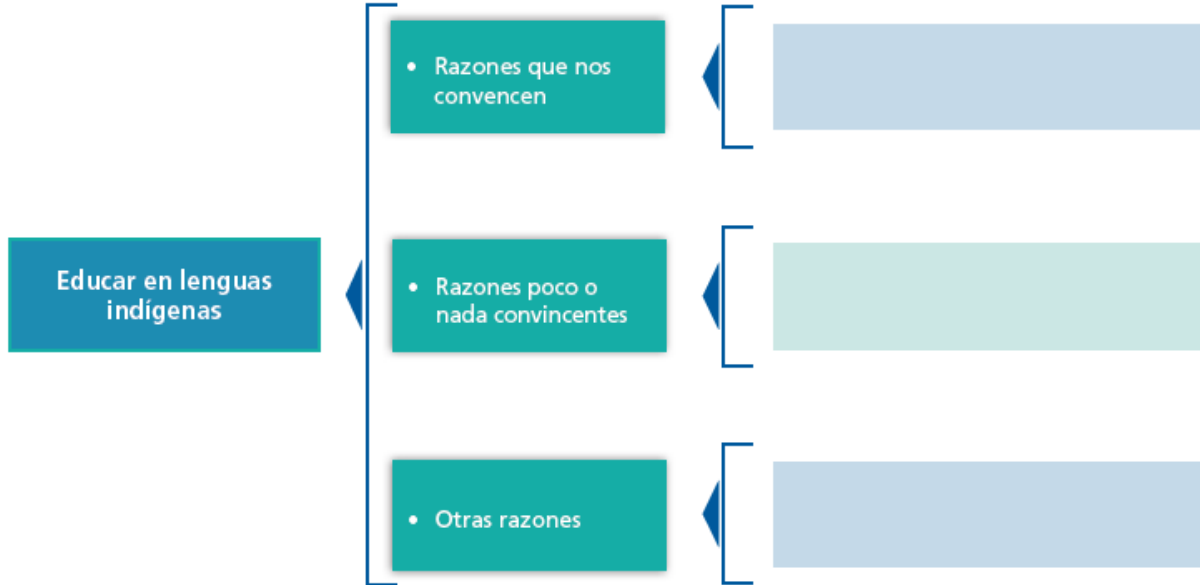 Educar en lenguas
indígenas
• Razones que nos
convencen
• Razones poco o
nada convincentes
• Otras razones